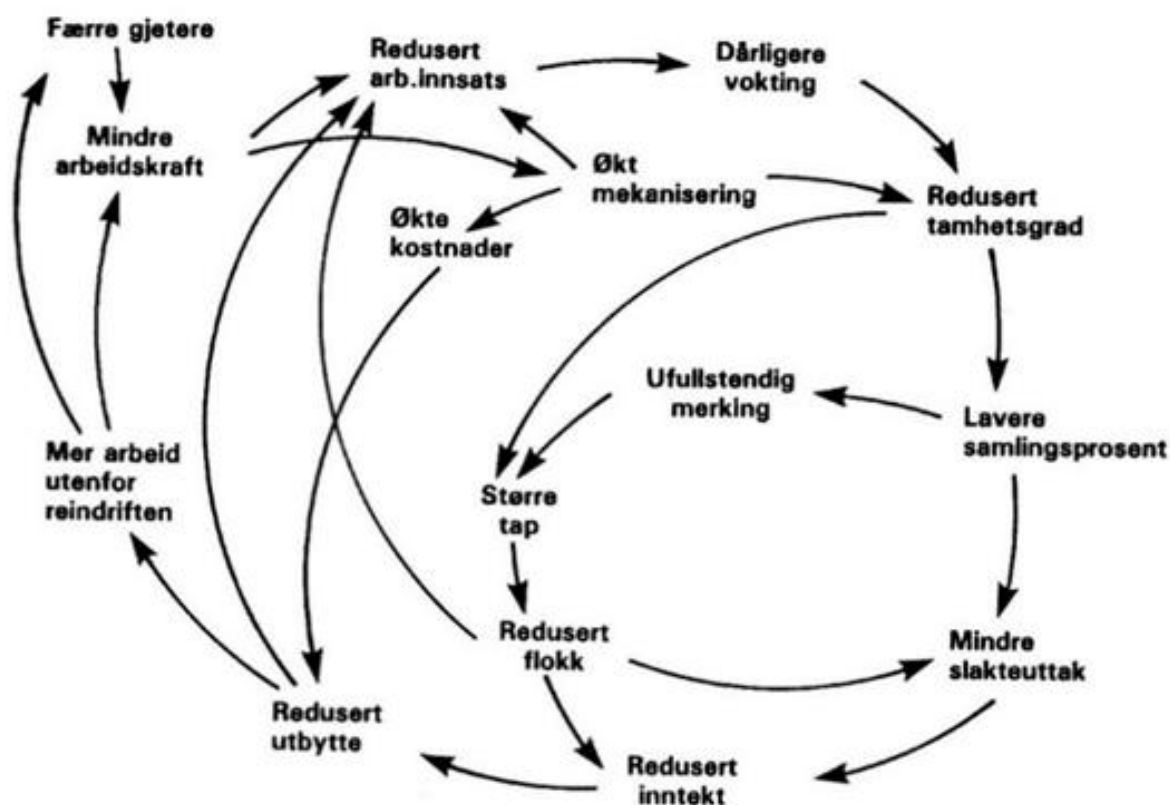 Færre gjetere
Redusert
arb.innsats
Dårligere
vokting
Mindre
arbeidskraft
Økt
mekanisering
Redusert
tamhetsgrad
Økte
kostnader
Ufullstendig
merking
Lavere
samlingsprosent
Mer arbeid
utenfor
reindriften
Større
tap
Redusert
flokk
Mindre
slakteuttak
Redusert
utbytte
Redusert
inntekt